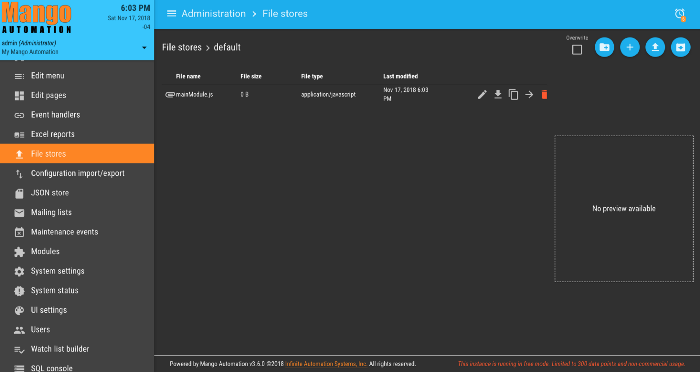 Mango
AUTOMATION
6:03 PM
Sat Nov 17, 2018
-04
admin (Administrator)
My Mango Automation
Edit menu
Edit pages
Event handlers
Excel reports
File stores
Configuration import/export
JSON store
Mailing lists
Maintenance events
Modules
System settings
System status
UI settings
Users
Watch list builder
SQL console
Administration > File stores
File stores > default
Overwrite
File name File size File type Last modified
mainModule.js 0 B application/javascript Nov 17, 2018 6:03
PM
No preview available
Powered by Mango Automation v3.6.0 ©2018 Infinite Automation Systems, Inc. All rights reserved.
This instance is running in free mode. Limited to 300 data points and non-commercial usage.